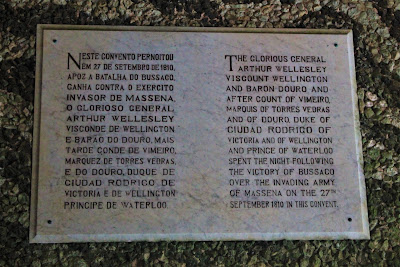 NESTE CONVENTO PERNOITOU
EM 27 DE SETEMBRO DE 1810,
APOZ A BATALHA DO BUSSACO,
GANHA CONTRA O EXERCITO
INVASOR DE MASSENA,
O GLORIOSO GENERAL,
ARTHUR WELLESLEY
VISCONDE DE WELLINGTON
E BARÃO DO DOURO, MAIS
TARDE CONDE DE VIMEIRO,
MARQUEZ DE TORRES VEDRAS,
E DO DOURO, DUQUE DE
CIUDAD RODRIGO DE
VICTORIA E DE WELLINGTON
PRINCIPE DE WATERLOO.
THE GLORIOUS GENERAL
ARTHUR WELLESLEY
VISCOUNT WELLINGTON
AND BARON DOURO, AND
AFTER COUNT OF VIMEIRO,
MARQUIS OF TORRES VEDRAS
AND OF DOURO, DUKE OF
CIUDAD RODRIGO OF
VICTORIA AND OF WELLINGTON
AND PRINCE OF WATERLOO
SPENT THE NIGHT FOLLOWING
THE VICTORY OF BUSSACO
OVER THE INVADING ARMY
OF MASSENA ON THE 27TH
SEPTEMBER 1810 IN THIS CONVENT.